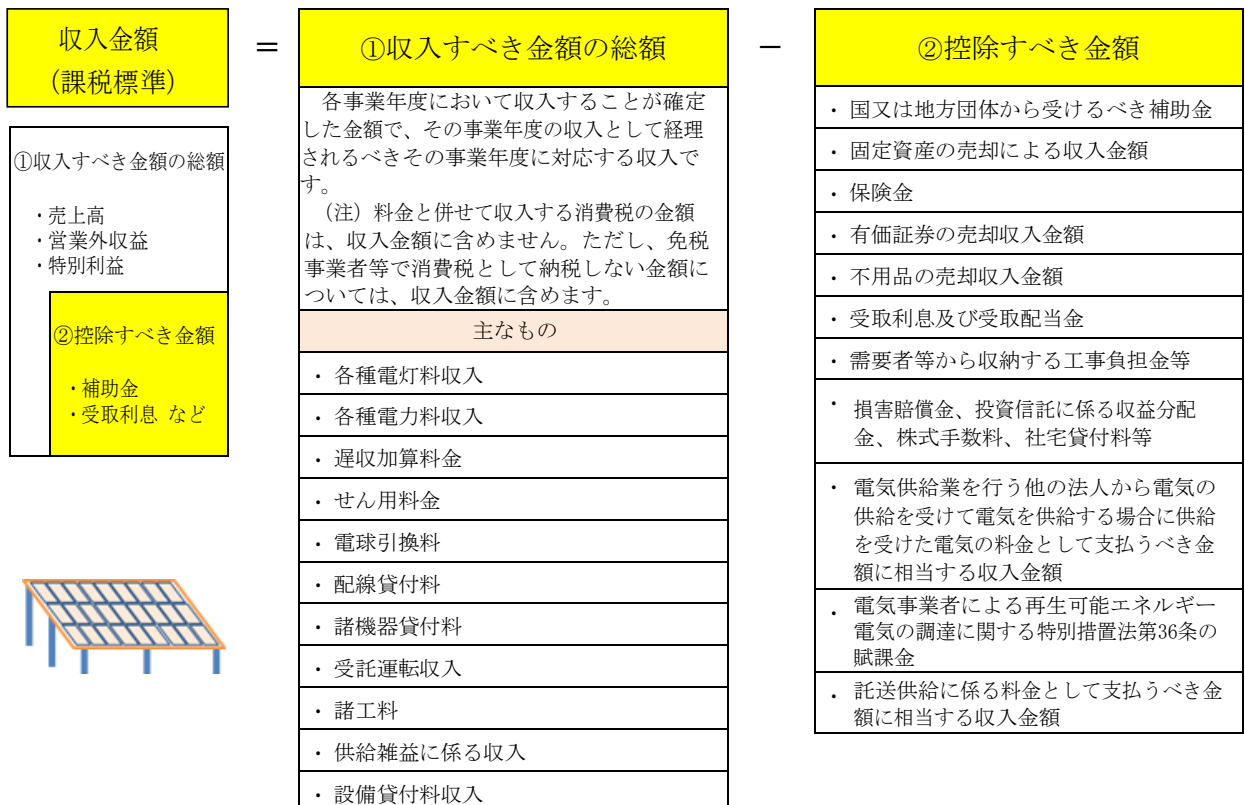 収入金額
(課税標準)
＝
①収入すべき金額の総額
－
②控除すべき金額
①収入すべき金額の総額
・売上高
・営業外収益
・特別利益
②控除すべき金額
・補助金
・受取利息 など
各事業年度において収入することが確定
した金額で、その事業年度の収入として経理
されるべきその事業年度に対応する収入で
す。
（注）料金と併せて収入する消費税の金額
は、収入金額に含めません。ただし、免税
事業者等で消費税として納税しない金額に
ついては、収入金額に含めます。
主なもの
・各種電灯料収入
・各種電力料収入
・遅収加算料金
・せん用料金
・電球引換料
・配線貸付料
・諸機器貸付料
・受託運転収入
・諸工料
・供給雑益に係る収入
・設備貸付料収入
・国又は地方団体から受けるべき補助金
・固定資産の売却による収入金額
・保険金
・有価証券の売却収入金額
・不用品の売却収入金額
・受取利息及び受取配当金
・需要者等から収納する工事負担金等
・損害賠償金、投資信託に係る収益分配
金、株式手数料、社宅貸付料等
・電気供給業を行う他の法人から電気の
供給を受けて電気を供給する場合に供給
を受けた電気の料金として支払うべき金
額に相当する収入金額
・電気事業者による再生可能エネルギー
電気の調達に関する特別措置法第36条の
賦課金
・託送供給に係る料金として支払うべき金
額に相当する収入金額